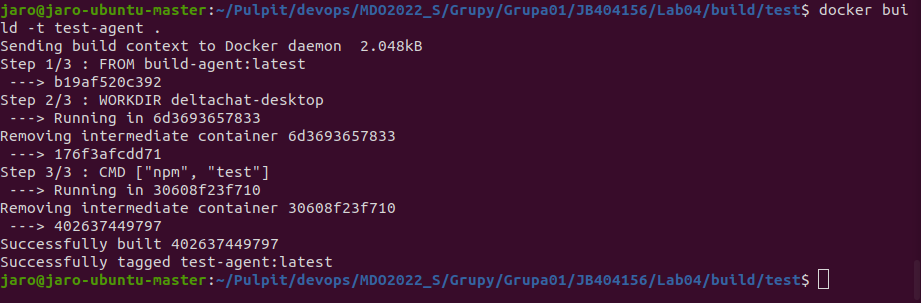 jaro@jaro-ubuntu-master:~/Pulpit/devops/MDO2022_S/Grupy/Grupa01/JB404156/Lab04/build/test$ docker bui
ld -t test-agent .
Sending build context to Docker daemon  2.048kB
Step 1/3 : FROM build-agent:latest
 ---> b19af520c392
Step 2/3 : WORKDIR deltachat-desktop
 ---> Running in 6d3693657833
Removing intermediate container 6d3693657833
 ---> 176f3afcdd71
Step 3/3 : CMD ["npm", "test"]
 ---> Running in 30608f23f710
Removing intermediate container 30608f23f710
 ---> 402637449797
Successfully built 402637449797
Successfully tagged test-agent:latest
jaro@jaro-ubuntu-master:~/Pulpit/devops/MDO2022_S/Grupy/Grupa01/JB404156/Lab04/build/test$